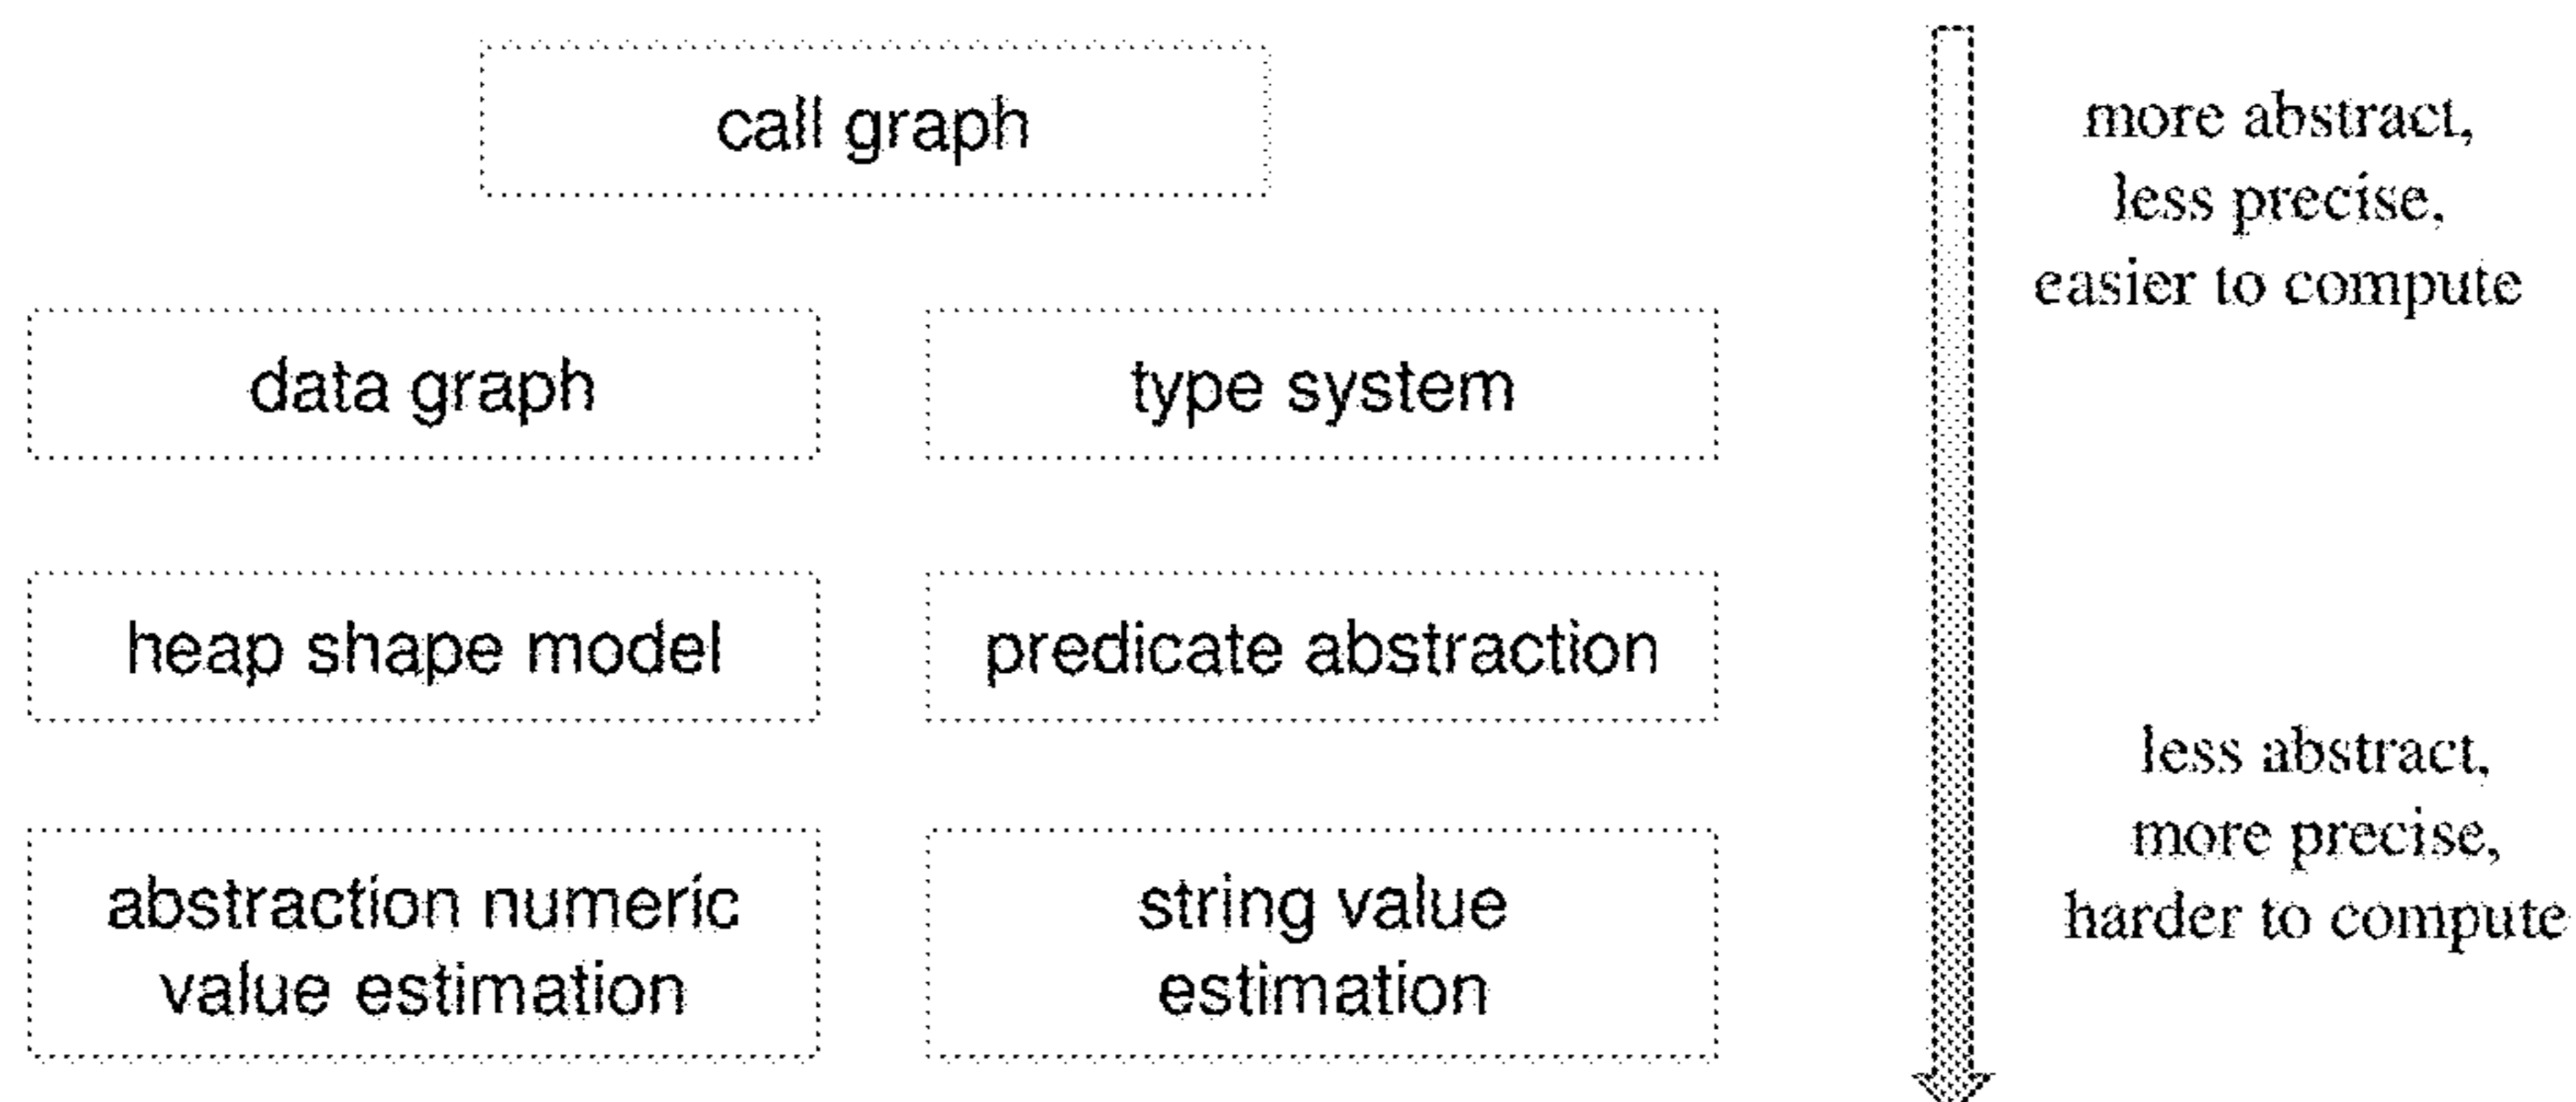 call graph
more abstract,
less precise,
easier to compute
data graph
type system
heap shape model
predicate abstraction
less abstract,
more precise,
harder to compute
abstraction numeric
value estimation
string value
estimation